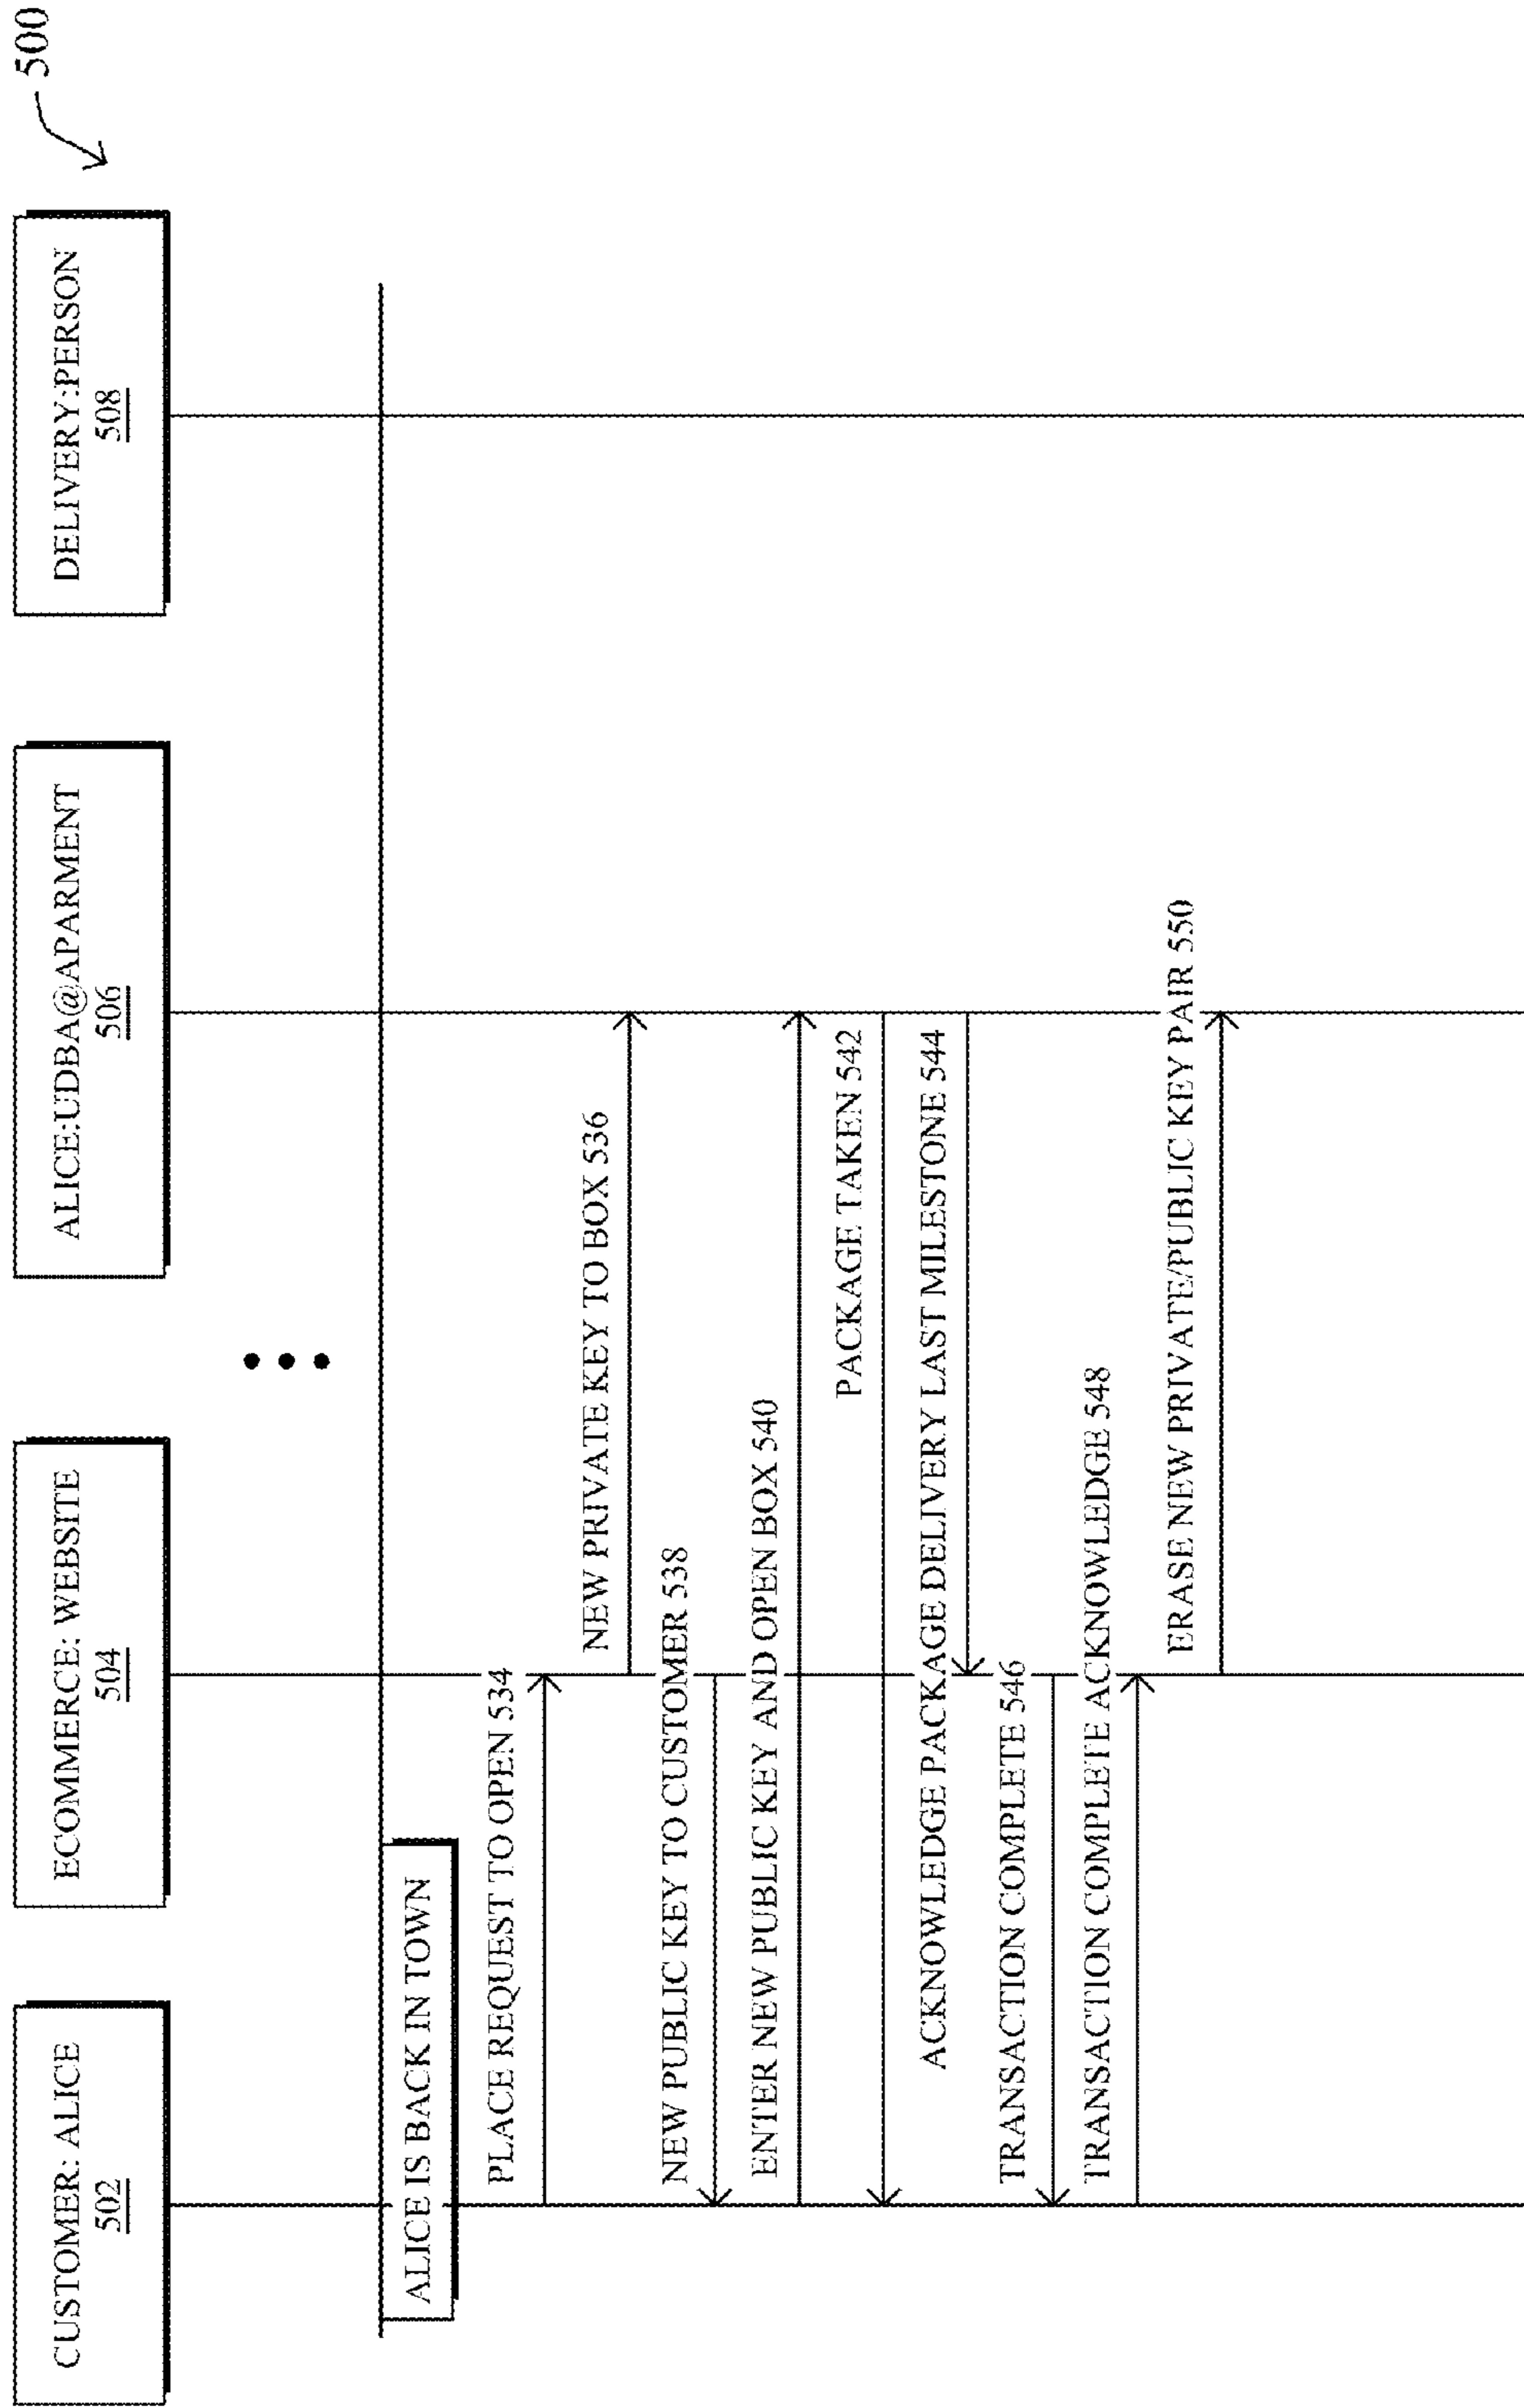 500
CUSTOMER: ALICE
502
ECOMMERCE: WEBSITE
504
ALICE:UDBA@APARMENT
506
DELIVERY:PERSON
508
ALICE IS BACK IN TOWN
PLACE REQUEST TO OPEN 534
NEW PRIVATE KEY TO BOX 536
NEW PUBLIC KEY TO CUSTOMER 538
ENTER NEW PUBLIC KEY AND OPEN BOX 540
PACKAGE TAKEN 542
ACKNOWLEDGE PACKAGE DELIVERY LAST MILESTONE 544
TRANSACTION COMPLETE 546
TRANSACTION COMPLETE ACKNOWLEDGE 548
ERASE NEW PRIVATE/PUBLIC KEY PAIR 550